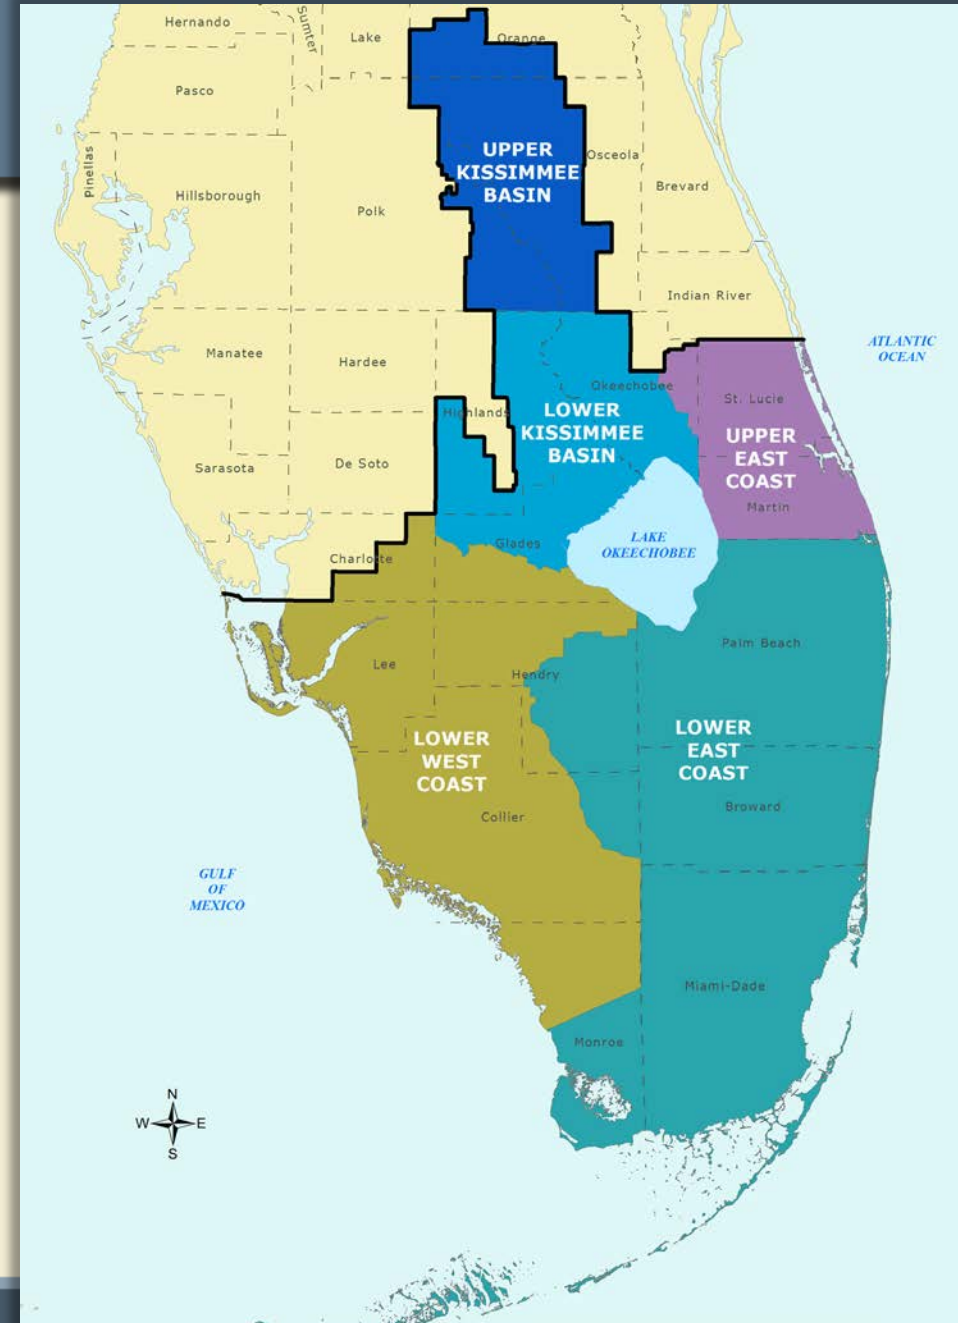 Hernando
Sumter
Lake
Orange
Pasco
Pinellas
Hillsborough
Polk
UPPER
KISSIMMEE
BASIN
Osceola
Brevard
Indian River
Manatee
Hardee
ATLANTIC
OCEAN
Okeechobee
Highlands
LOWER
KISSIMMEE
BASIN
St. Lucie
UPPER
EAST
COAST
Sarasota
De Soto
Martin
LAKE
OKEECHOBEE
Glades
Charlotte
Lee
Hendry
Palm Beach
LOWER
WEST
COAST
LOWER
EAST
COAST
Collier
Broward
GULF
OF
MEXICO
Miami-Dade
Monroe
N
W E
S